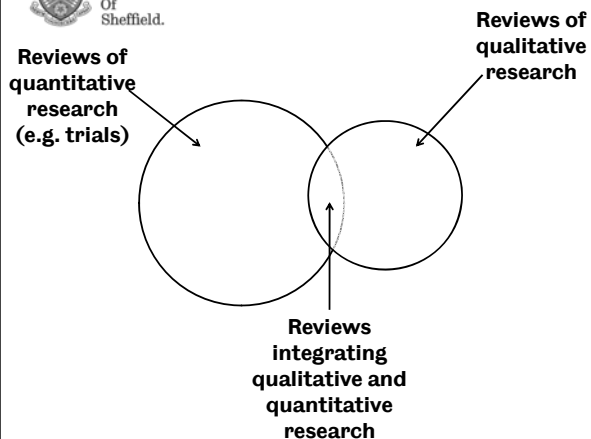 Of
Sheffield.
Reviews of
qualitative
research
Reviews of
quantitative
research
(e.g. trials)
Reviews
integrating
qualitative and
quantitative
research